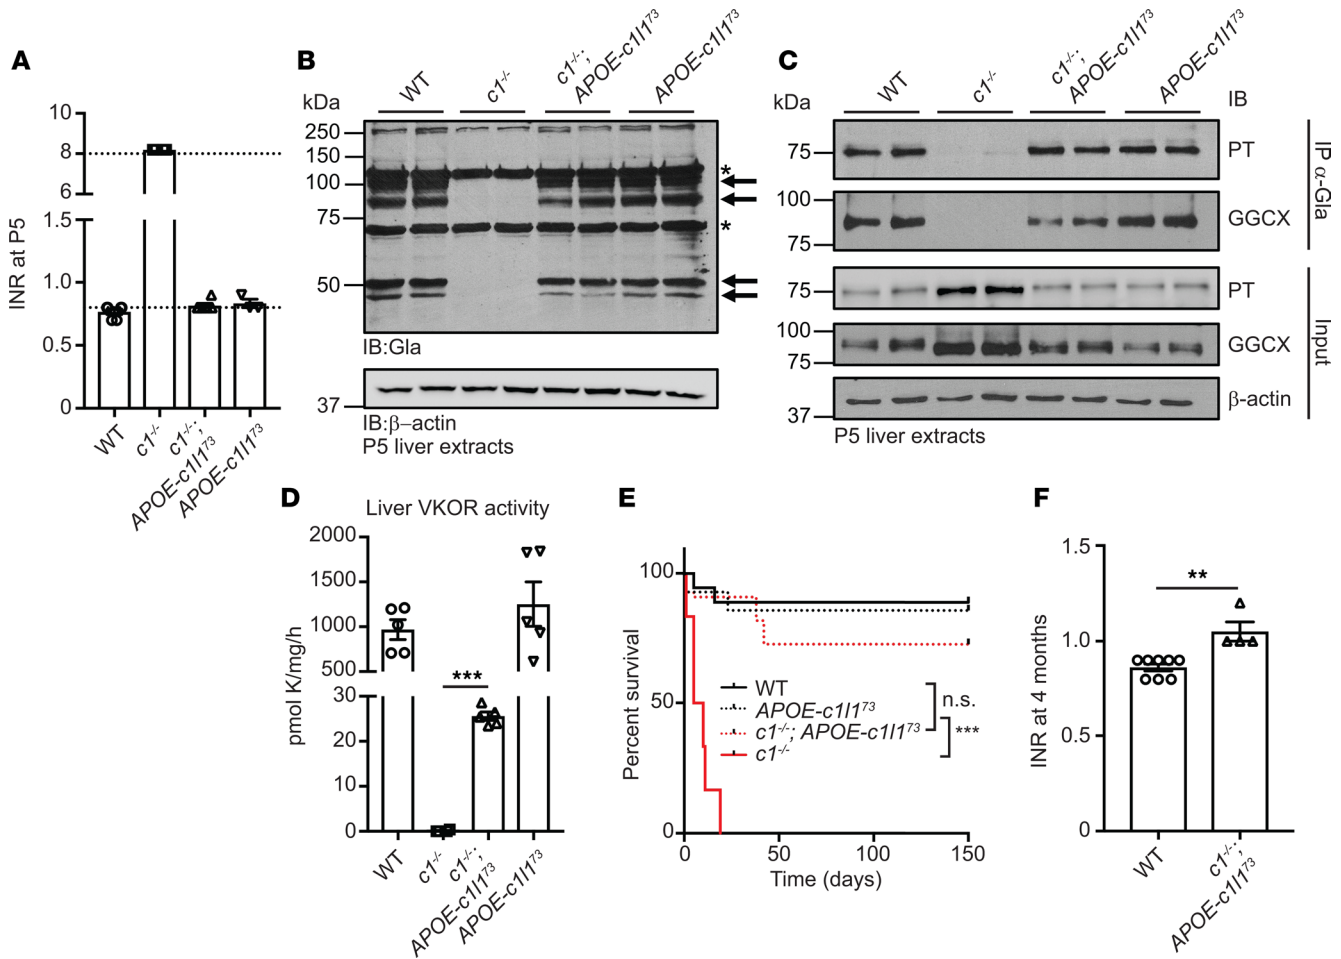 A
INR at P5
10
8
6
1.5
1.0
0.5
0
WT
c1-/-
c1-/-;
APOE-c1l173
APOE-c1l173
B
WT
c1-/-
c1-/-;
APOE-c1l173
APOE-c1l173
kDa
250
150
100
75
50
*
*
IB:Gla
37
IB:β–actin
P5 liver extracts
C
WT
c1-/-
c1-/-;
APOE-c1l173
APOE-c1l173
kDa
IB
75
PT
100
GGCX
75
IP α-Gla
75
PT
100
GGCX
75
β-actin
37
Input
P5 liver extracts
D
Liver VKOR activity
pmol K/mg/h
2000
1500
1000
500
30
20
10
0
***
WT
c1-/-
c1-/-;
APOE-c1l173
APOE-c1l173
E
Percent survival
100
50
0
WT
APOE-c1l173
c1-/-; APOE-c1l173
c1-/-
n.s.
***
0
50
100
150
Time (days)
F
INR at 4 months
1.5
1.0
0.5
0
**
WT
c1-/-;
APOE-c1l173